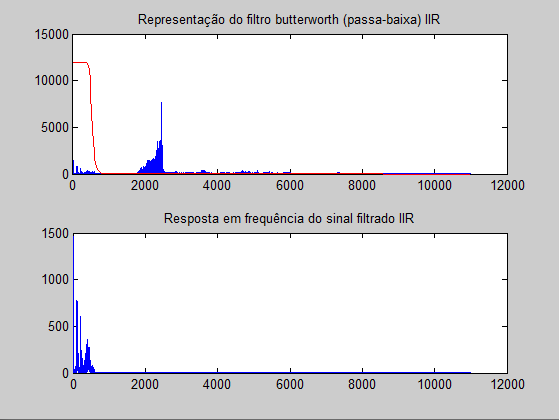 Representação do filtro butterworth (passa-baixa) IIR
15000
10000
5000
0
0 2000 4000 6000 8000 10000 12000
Resposta em frequência do sinal filtrado IIR
1500
1000
500
0
0 2000 4000 6000 8000 10000 12000